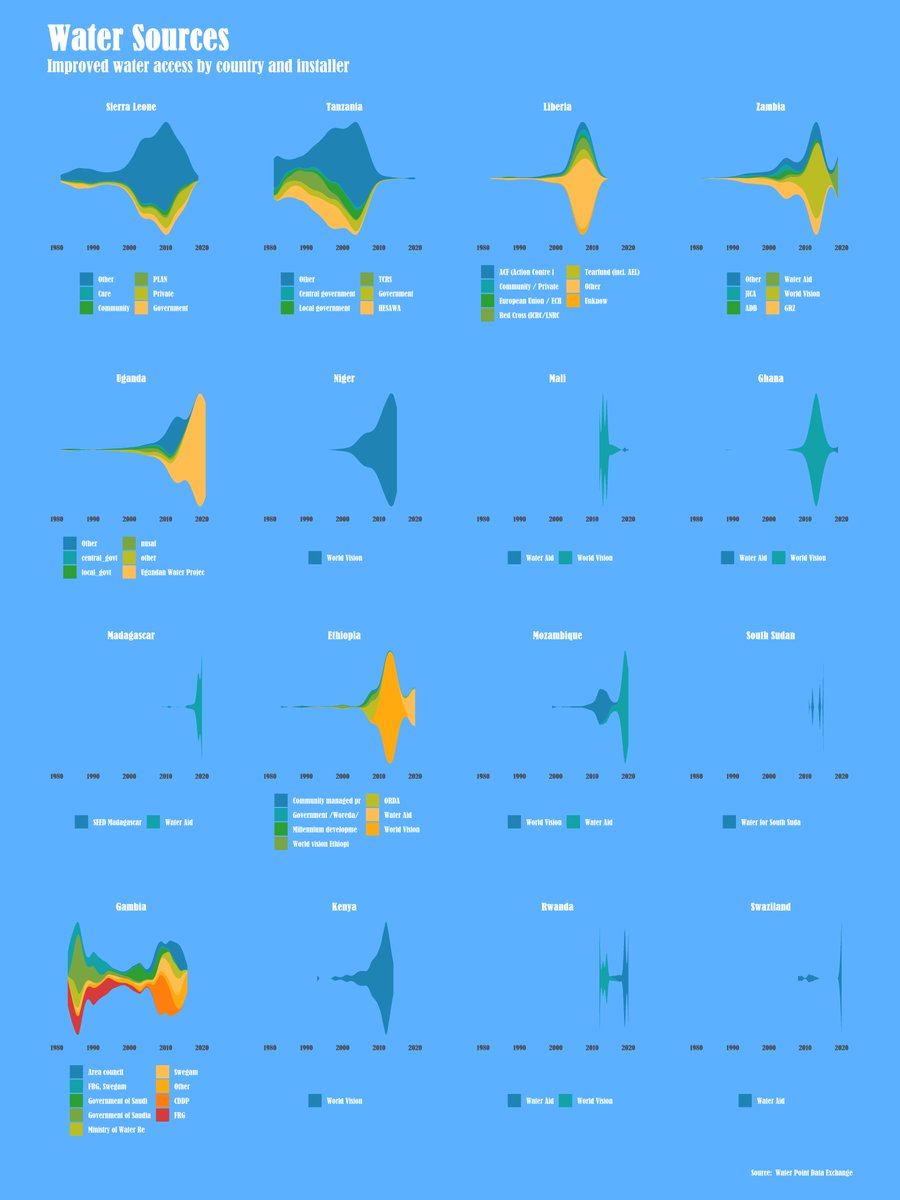 Water Sources
Improved water access by country and installer
Sierra Leone Tanzania Liberia Zambia
1980 1990 2000 2010 2020 1980 1990 2000 2010 2020 1980 1990 2000 2010 2020 1980 1990 2000 2010 2020
Other PLAN
Care Private
Community Government
Other TCRS
Central government Government
Local government HESAWA
ACF (Action Contre l Tearfund (incl. AEL)
Community / Private Other
European Union / ECH Unknow
Red Cross (ICRC/LNRC
Other Water Aid
JICA World Vision
ADB GRZ
Uganda Niger Mali Ghana
1980 1990 2000 2010 2020 1980 1990 2000 2010 2020 1980 1990 2000 2010 2020 1980 1990 2000 2010 2020
Other nusaf
central_govt other
local_govt Ugandan Water Projec
World Vision
Water Aid World Vision
Water Aid World Vision
Madagascar Ethiopia Mozambique South Sudan
1980 1990 2000 2010 2020 1980 1990 2000 2010 2020 1980 1990 2000 2010 2020 1980 1990 2000 2010 2020
SEED Madagascar Water Aid
Community managed pr ORDA
Government /Woreda/ Water Aid
Millennium developme World Vision
World vision Ethiopi
World Vision Water Aid
Water for South Suda
Gambia Kenya Rwanda Swaziland
1980 1990 2000 2010 2020 1980 1990 2000 2010 2020 1980 1990 2000 2010 2020 1980 1990 2000 2010 2020
Area council Swegam
FRG, Swegam Other
Government of Saudi CDDP
Government of Saudia FRG
Ministry of Water Re
World Vision
Water Aid World Vision
Water Aid
Source: Water Point Data Exchange